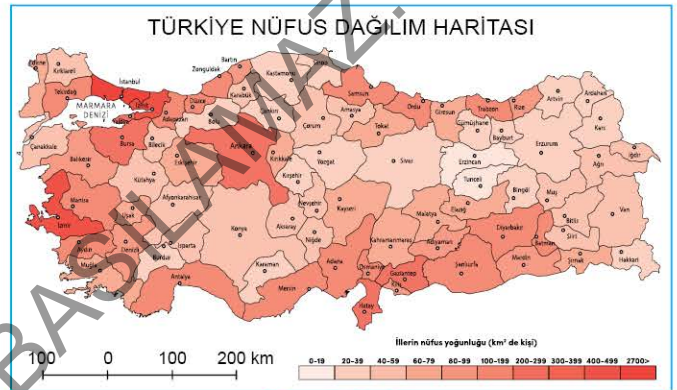 TÜRKİYE NÜFUS DAĞILIM HARİTASI
Edirne
Kırklareli
Tekirdağ
İstanbul
MARMARA
DENİZİ
Yalova
İzmit
Adapazarı
Düzce
Zonguldak
Bartın
Karabük
Kastamonu
Sinop
Bolu
Çankırı
Çorum
Samsun
Amasya
Tokat
Ordu
Giresun
Trabzon
Rize
Artvin
Ardahan
Kars
Gümüşhane
Bayburt
Erzurum
Iğdır
Ağrı
Çanakkale
Balıkesir
Bursa
Bilecik
Eskişehir
Ankara
Kırıkkale
Yozgat
Sivas
Erzincan
Tunceli
Bingöl
Muş
Van
Kütahya
Manisa
İzmir
Uşak
Afyonkarahisar
Kırşehir
Nevşehir
Kayseri
Aksaray
Niğde
Konya
Malatya
Elazığ
Diyarbakır
Batman
Bitlis
Siirt
Şırnak
Hakkari
Aydın
Denizli
Muğla
Burdur
Isparta
Antalya
Karaman
Mersin
Adana
Kahramanmaraş
Osmaniye
Gaziantep
Kilis
Hatay
Adıyaman
Şanlıurfa
Mardin
İllerin nüfus yoğunluğu (km² de kişi)
0-19 20-39 40-59 60-79 80-99 100-199 200-299 300-399 400-499 2700>
100 0 100 200 km
BASILAMAZ.